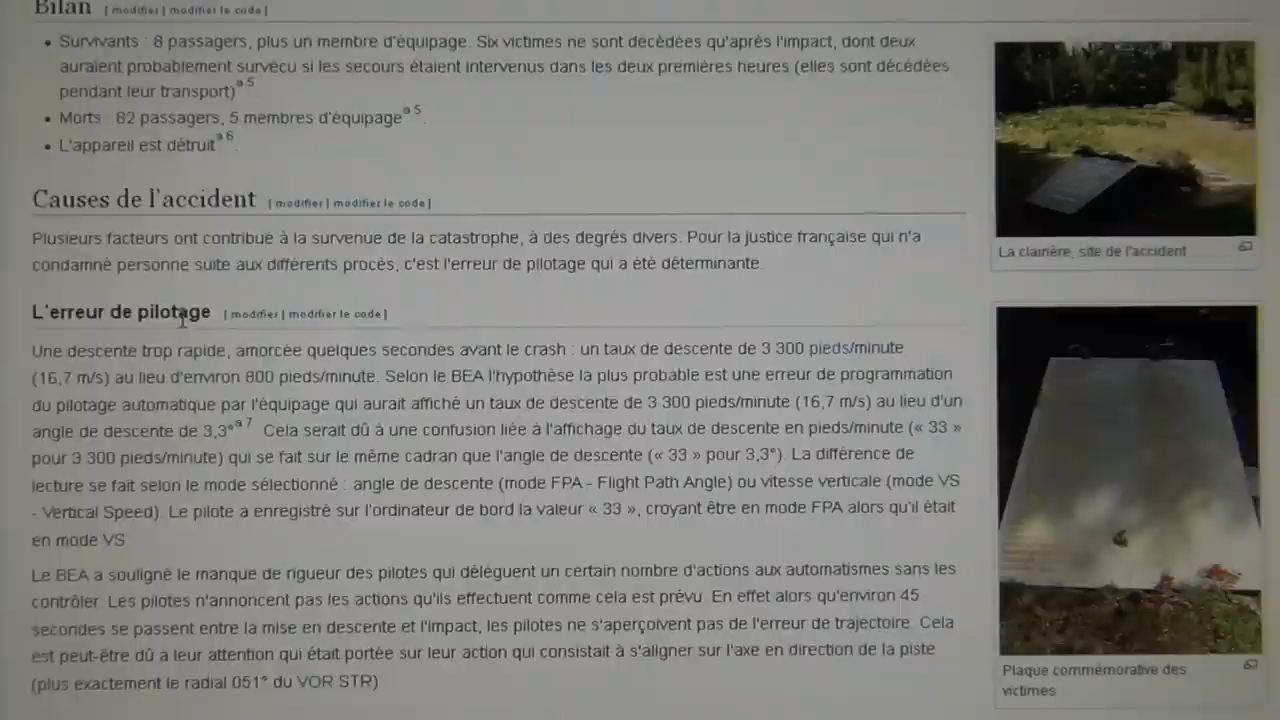 Bilan [ modifier | modifier le code ]
• Survivants : 8 passagers, plus un membre d'équipage. Six victimes ne sont décédées qu'après l'impact, dont deux
auraient probablement survécu si les secours étaient intervenus dans les deux premières heures (elles sont décédées
pendant leur transport)a 5
• Morts : 82 passagers, 5 membres d'équipagea 5.
• L'appareil est détruita 6.
La clairière, site de l'accident
Causes de l'accident [ modifier | modifier le code ]
Plusieurs facteurs ont contribué à la survenue de la catastrophe, à des degrés divers. Pour la justice française qui n'a
condamné personne suite aux différents procès, c'est l'erreur de pilotage qui a été déterminante.
L'erreur de pilotage [ modifier | modifier le code ]
Une descente trop rapide, amorcée quelques secondes avant le crash : un taux de descente de 3 300 pieds/minute
(16,7 m/s) au lieu d'environ 800 pieds/minute. Selon le BEA l'hypothèse la plus probable est une erreur de programmation
du pilotage automatique par l'équipage qui aurait affiché un taux de descente de 3 300 pieds/minute (16,7 m/s) au lieu d'un
angle de descente de 3,3°a 7. Cela serait dû à une confusion liée à l'affichage du taux de descente en pieds/minute (« 33 »
pour 3 300 pieds/minute) qui se fait sur le même cadran que l'angle de descente (« 33 » pour 3,3°). La différence de
lecture se fait selon le mode sélectionné : angle de descente (mode FPA - Flight Path Angle) ou vitesse verticale (mode VS
- Vertical Speed). Le pilote a enregistré sur l'ordinateur de bord la valeur « 33 », croyant être en mode FPA alors qu'il était
en mode VS
Le BEA a souligné le manque de rigueur des pilotes qui délèguent un certain nombre d'actions aux automatismes sans les
contrôler. Les pilotes n'annoncent pas les actions qu'ils effectuent comme cela est prévu. En effet alors qu'environ 45
secondes se passent entre la mise en descente et l'impact, les pilotes ne s'aperçoivent pas de l'erreur de trajectoire. Cela
est peut-être dû à leur attention qui était portée sur leur action qui consistait à s'aligner sur l'axe en direction de la piste
(plus exactement le radial 051° du VOR STR)
Plaque commémorative des
victimes